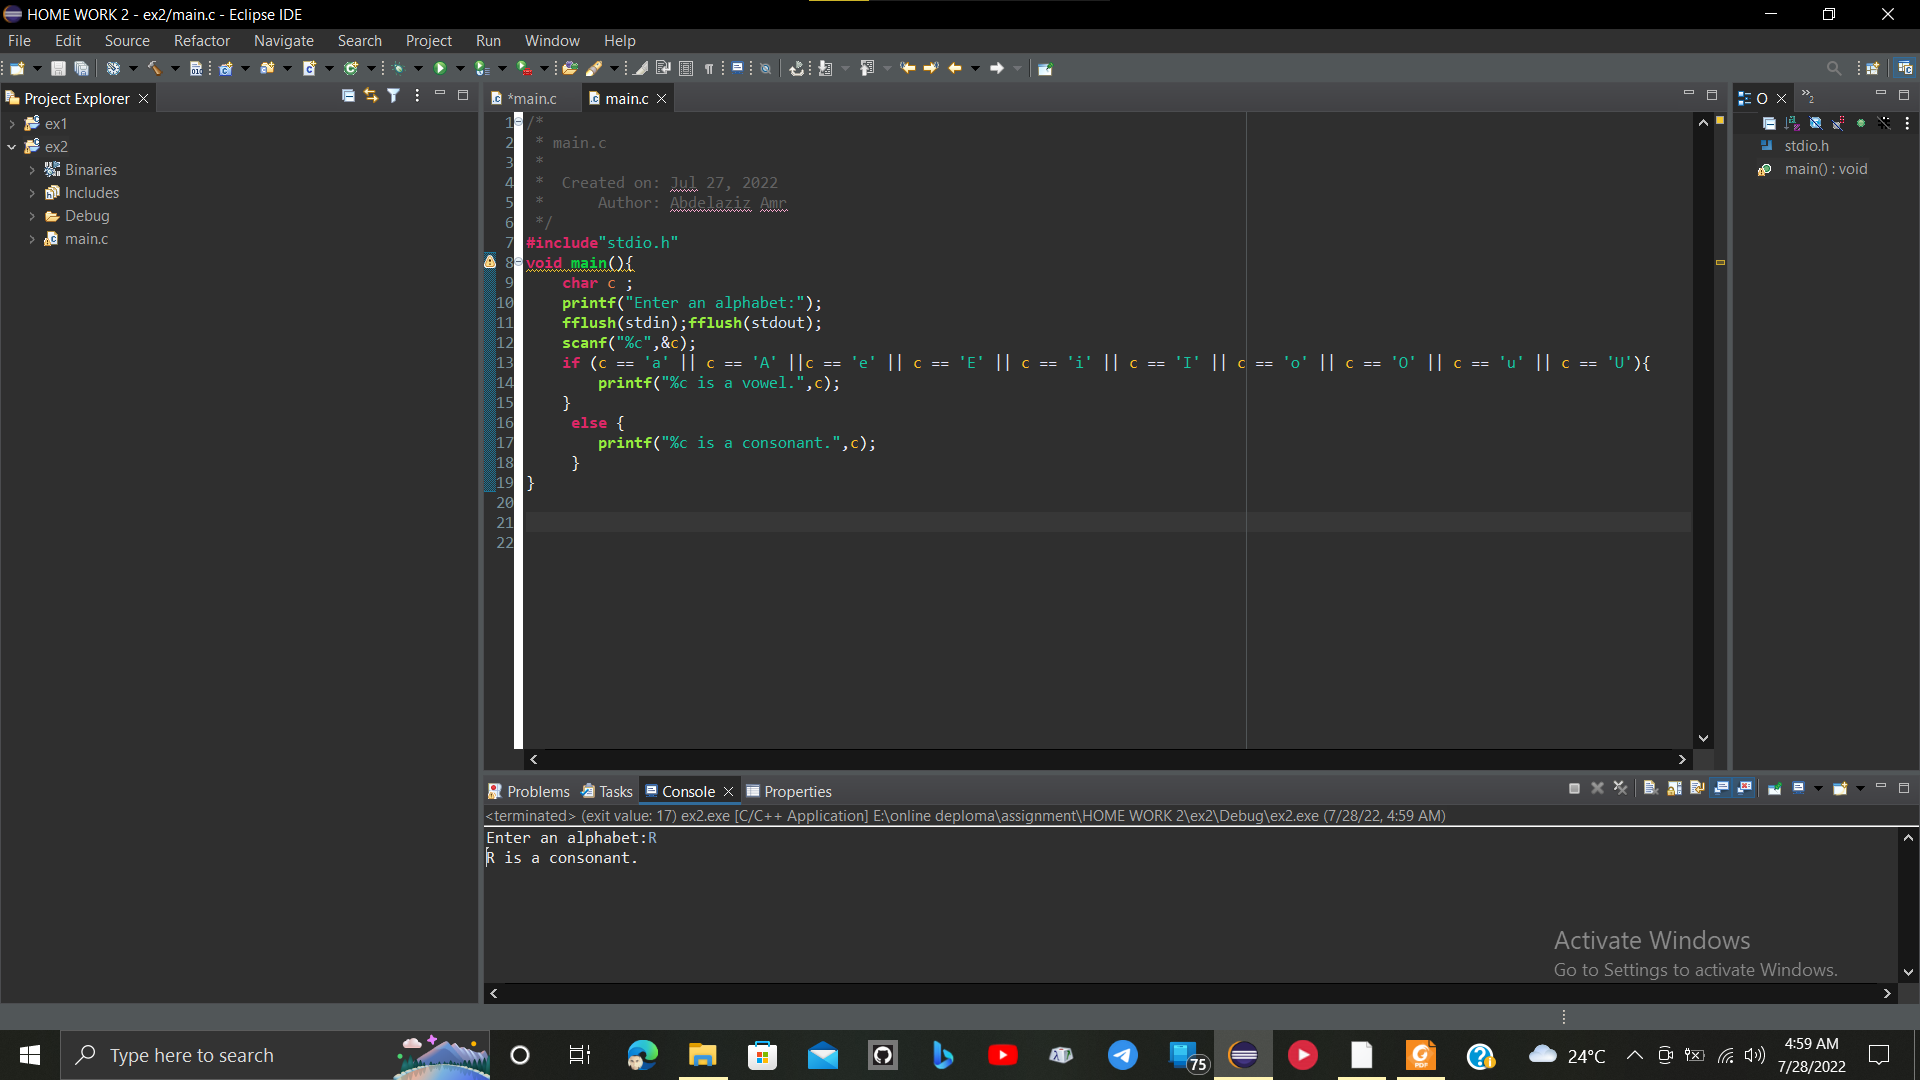 HOME WORK 2 - ex2/main.c - Eclipse IDE
File Edit Source Refactor Navigate Search Project Run Window Help
Project Explorer
ex1
ex2
Binaries
Includes
Debug
main.c
*main.c main.c
1 /*
2  * main.c
3  *
4  *  Created on: Jul 27, 2022
5  *      Author: Abdelaziz Amr
6  */
7 #include"stdio.h"
8 void main(){
9     char c ;
10     printf("Enter an alphabet:");
11     fflush(stdin);fflush(stdout);
12     scanf("%c",&c);
13     if (c == 'a' || c == 'A' ||c == 'e' || c == 'E' || c == 'i' || c == 'I' || c == 'o' || c == 'O' || c == 'u' || c == 'U'){
14         printf("%c is a vowel.",c);
15     }
16      else {
17         printf("%c is a consonant.",c);
18      }
19 }
20
21
22
O
2
stdio.h
main() : void
Problems Tasks Console Properties
<terminated> (exit value: 17) ex2.exe [C/C++ Application] E:\online deploma\assignment\HOME WORK 2\ex2\Debug\ex2.exe (7/28/22, 4:59 AM)
Enter an alphabet:R
R is a consonant.
Activate Windows
Go to Settings to activate Windows.
Type here to search
75
24°C
4:59 AM
7/28/2022